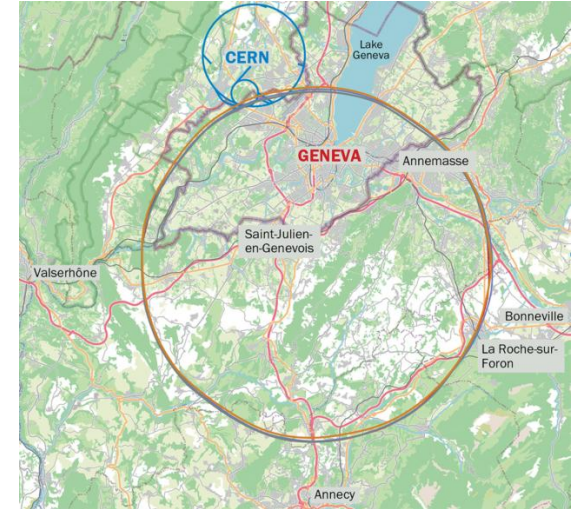 Lake
Geneva
CERN
GENEVA
Annemasse
Saint-Julien-
en-Genevois
Valserhône
Bonneville
La Roche-sur-
Foron
Annecy